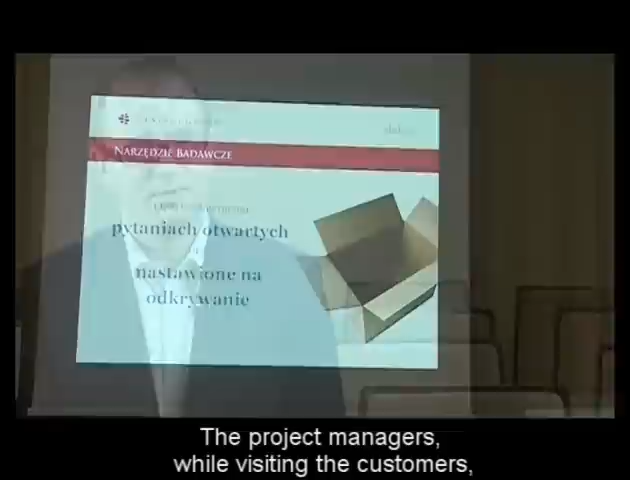 NARZĘDZIE BADAWCZE
pytaniach otwartych
nastawione na
odkrywanie
The project managers,
while visiting the customers,